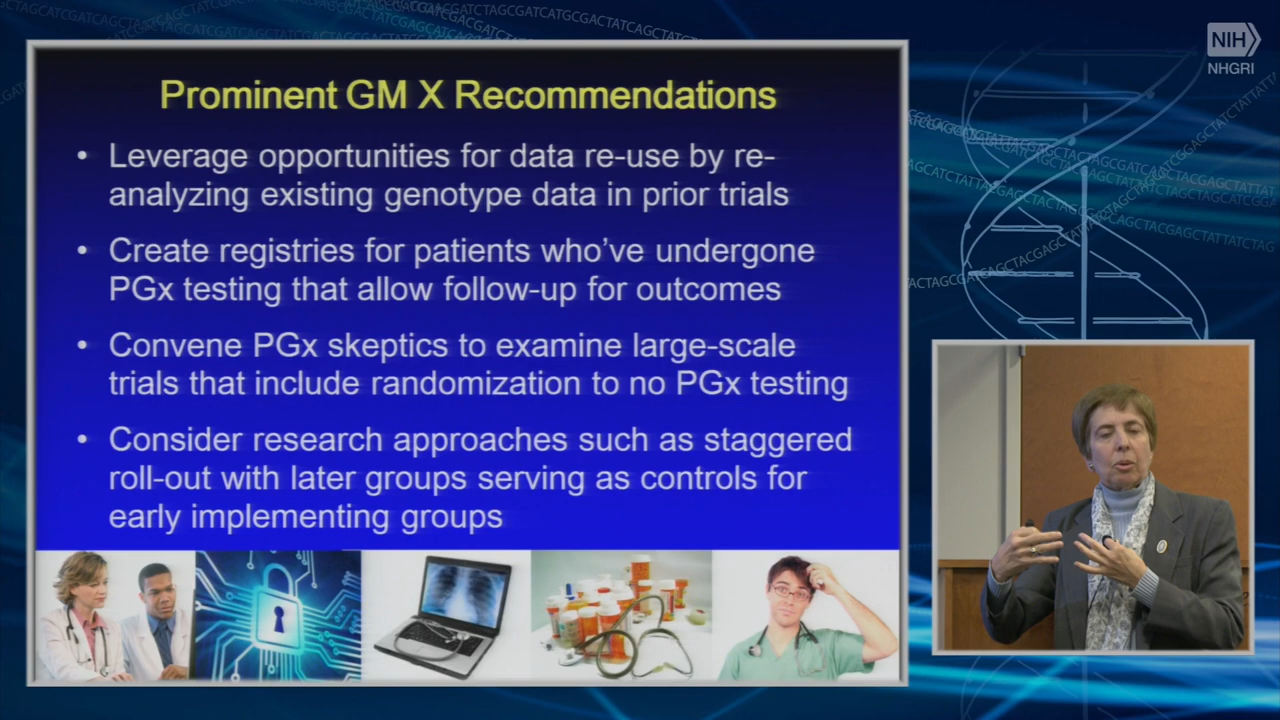 NIH
NHGRI
Prominent GM X Recommendations
• Leverage opportunities for data re-use by re-
analyzing existing genotype data in prior trials
• Create registries for patients who've undergone
PGx testing that allow follow-up for outcomes
• Convene PGx skeptics to examine large-scale
trials that include randomization to no PGx testing
• Consider research approaches such as staggered
roll-out with later groups serving as controls for
early implementing groups